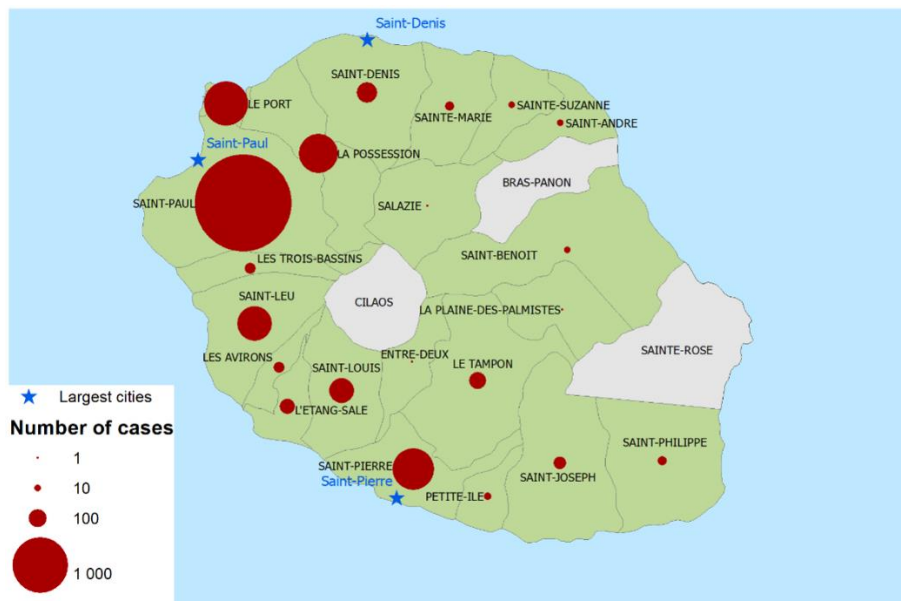 Saint-Denis
SAINT-DENIS
LE PORT
SAINTE-MARIE
SAINTE-SUZANNE
SAINT-ANDRE
Saint-Paul
LA POSSESSION
BRAS-PANON
SAINT-PAUL
SALAZIE
LES TROIS-BASSINS
SAINT-BENOIT
SAINT-LEU
CILAOS
LA PLAINE-DES-PALMISTES
SAINTE-ROSE
LES AVIRONS
SAINT-LOUIS
ENTRE-DEUX
LE TAMPON
L'ETANG-SALE
SAINT-PIERRE
Saint-Pierre
PETITE-ILE
SAINT-JOSEPH
SAINT-PHILIPPE
Largest cities
Number of cases
1
10
100
1 000